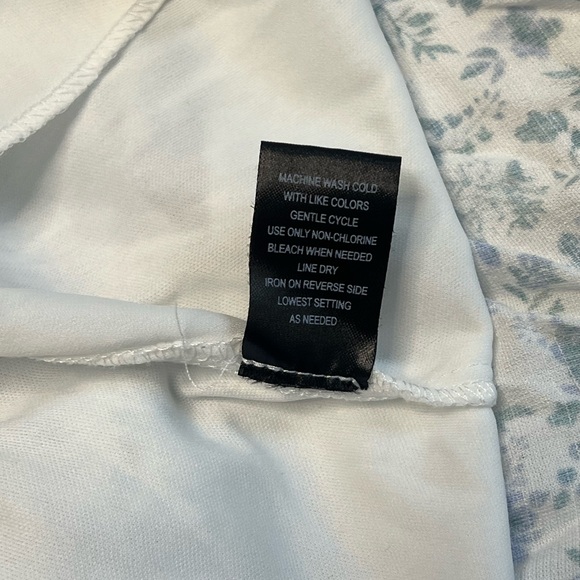 MACHINE WASH COLD
WITH LIKE COLORS
GENTLE CYCLE
USE ONLY NON-CHLORINE
BLEACH WHEN NEEDED
LINE DRY
IRON ON REVERSE SIDE
LOWEST SETTING
AS NEEDED